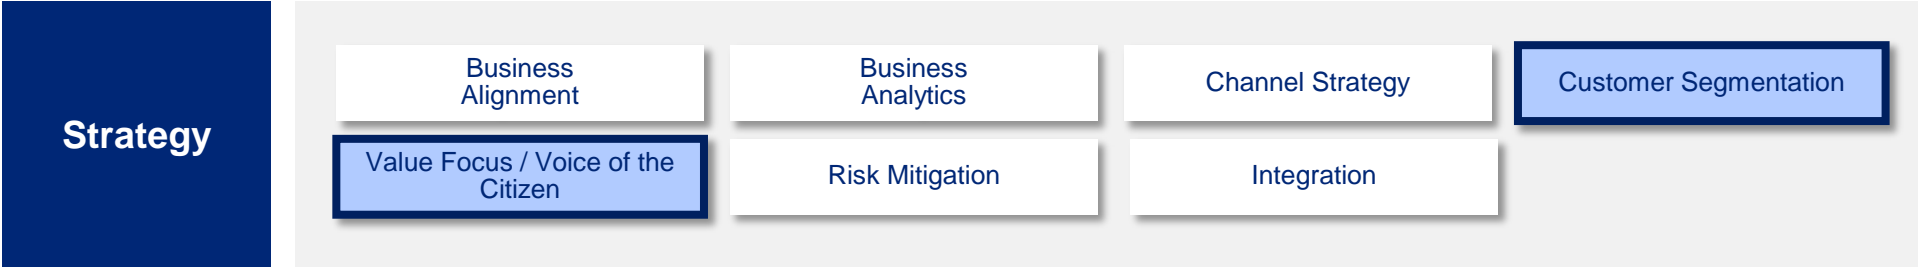 Strategy
Business
Alignment
Business
Analytics
Channel Strategy
Customer Segmentation
Value Focus / Voice of the
Citizen
Risk Mitigation
Integration